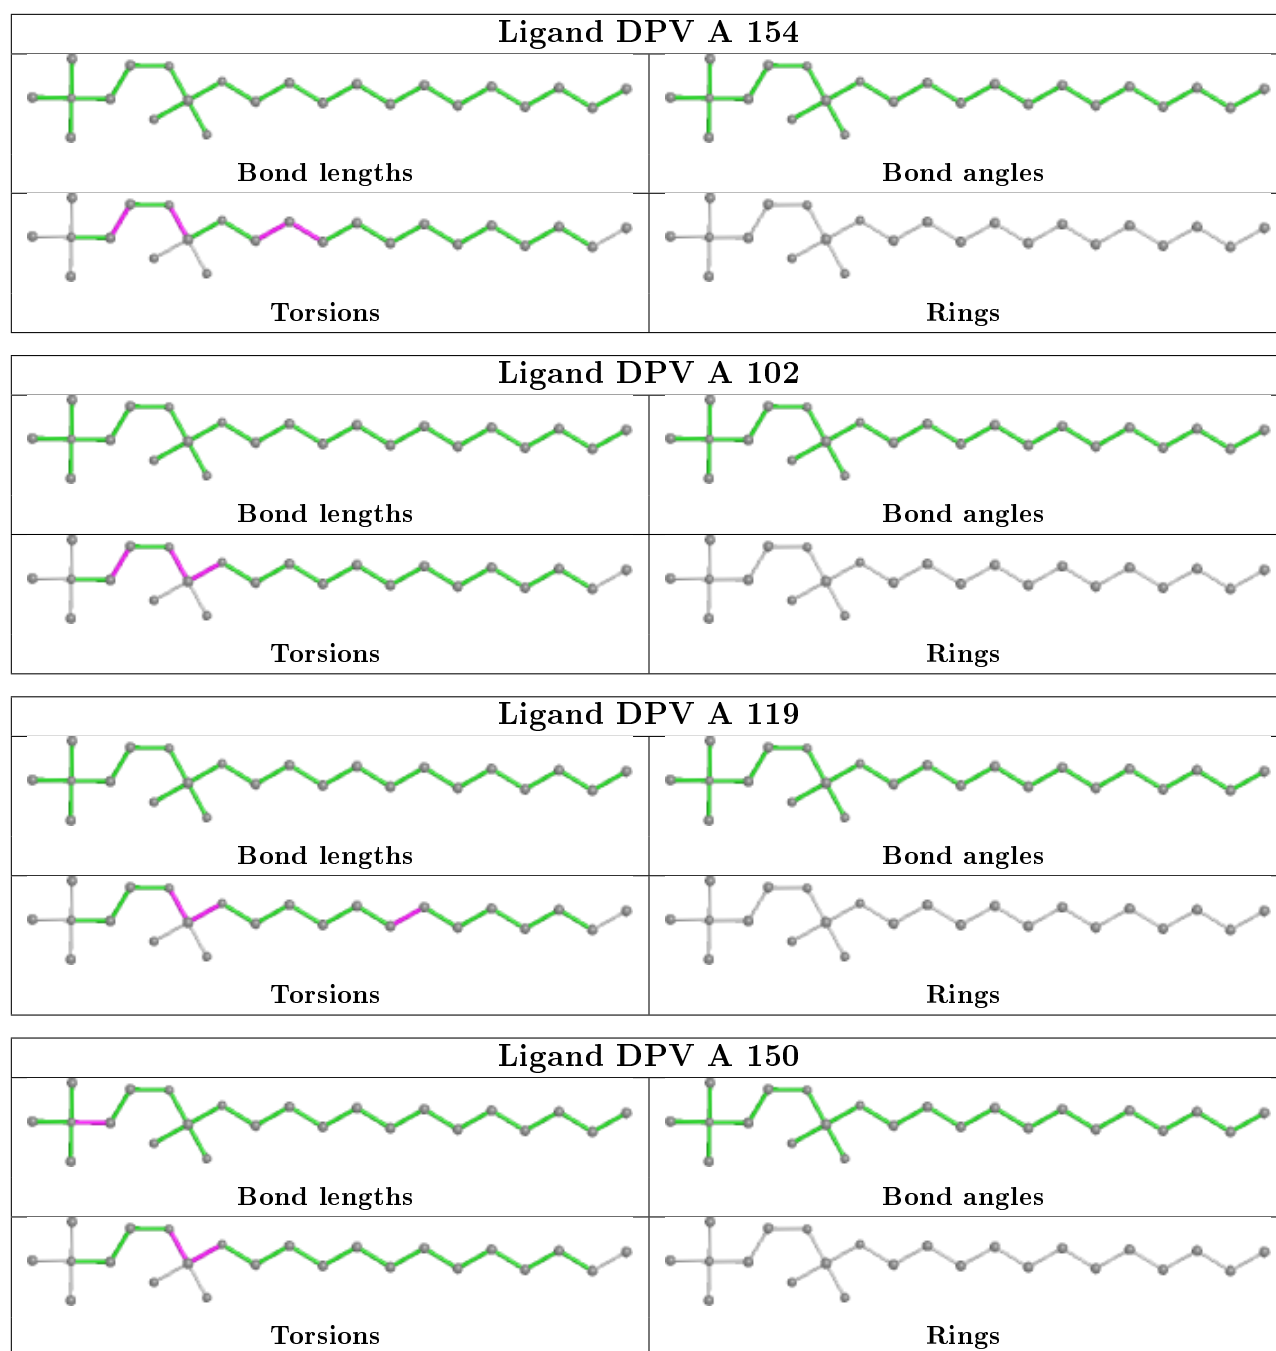 Ligand DPV A 154
Bond lengths
Bond angles
Torsions
Rings
Ligand DPV A 102
Bond lengths
Bond angles
Torsions
Rings
Ligand DPV A 119
Bond lengths
Bond angles
Torsions
Rings
Ligand DPV A 150
Bond lengths
Bond angles
Torsions
Rings